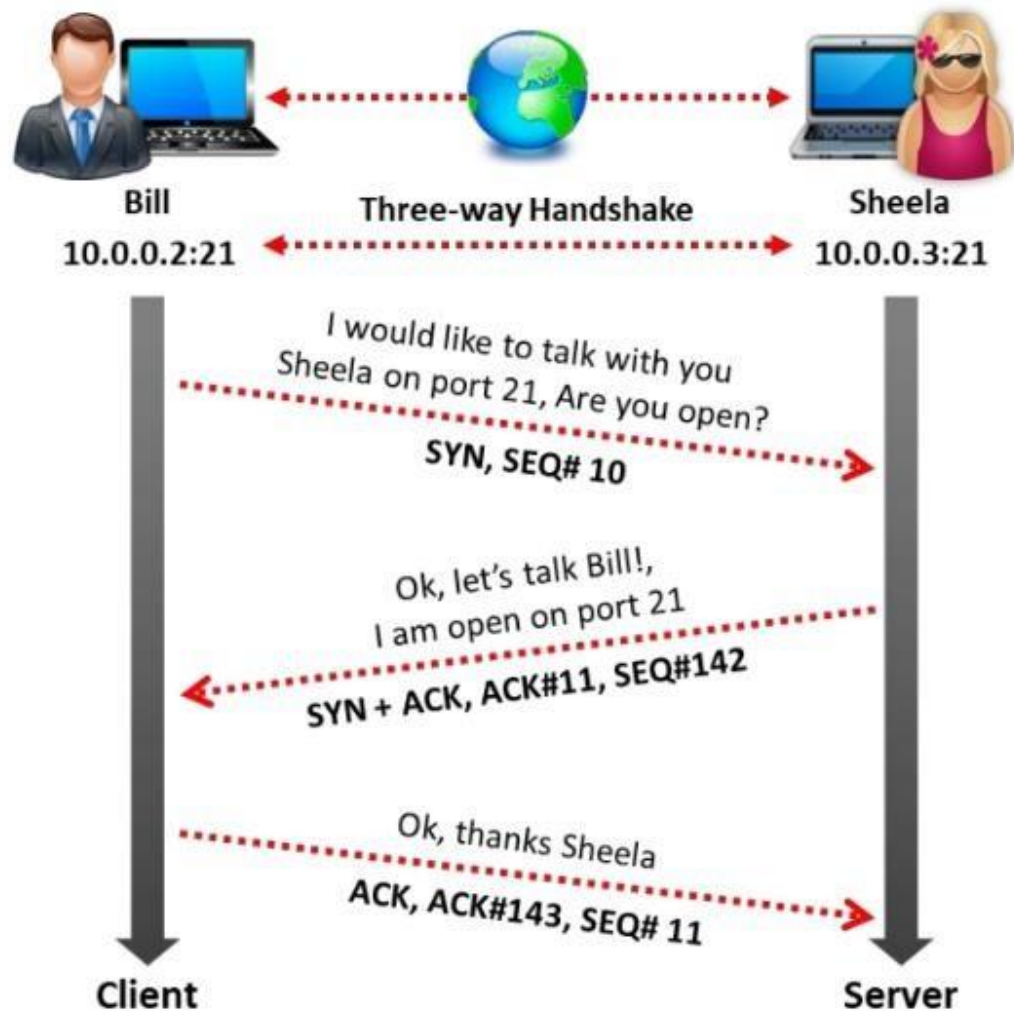 Bill
Three-way Handshake
Sheela
10.0.0.2:21
10.0.0.3:21
I would like to talk with you
Sheela on port 21, Are you open?
SYN, SEQ# 10
Ok, let's talk Bill!,
I am open on port 21
SYN + ACK, ACK#11, SEQ#142
Ok, thanks Sheela
ACK, ACK#143, SEQ# 11
Client
Server